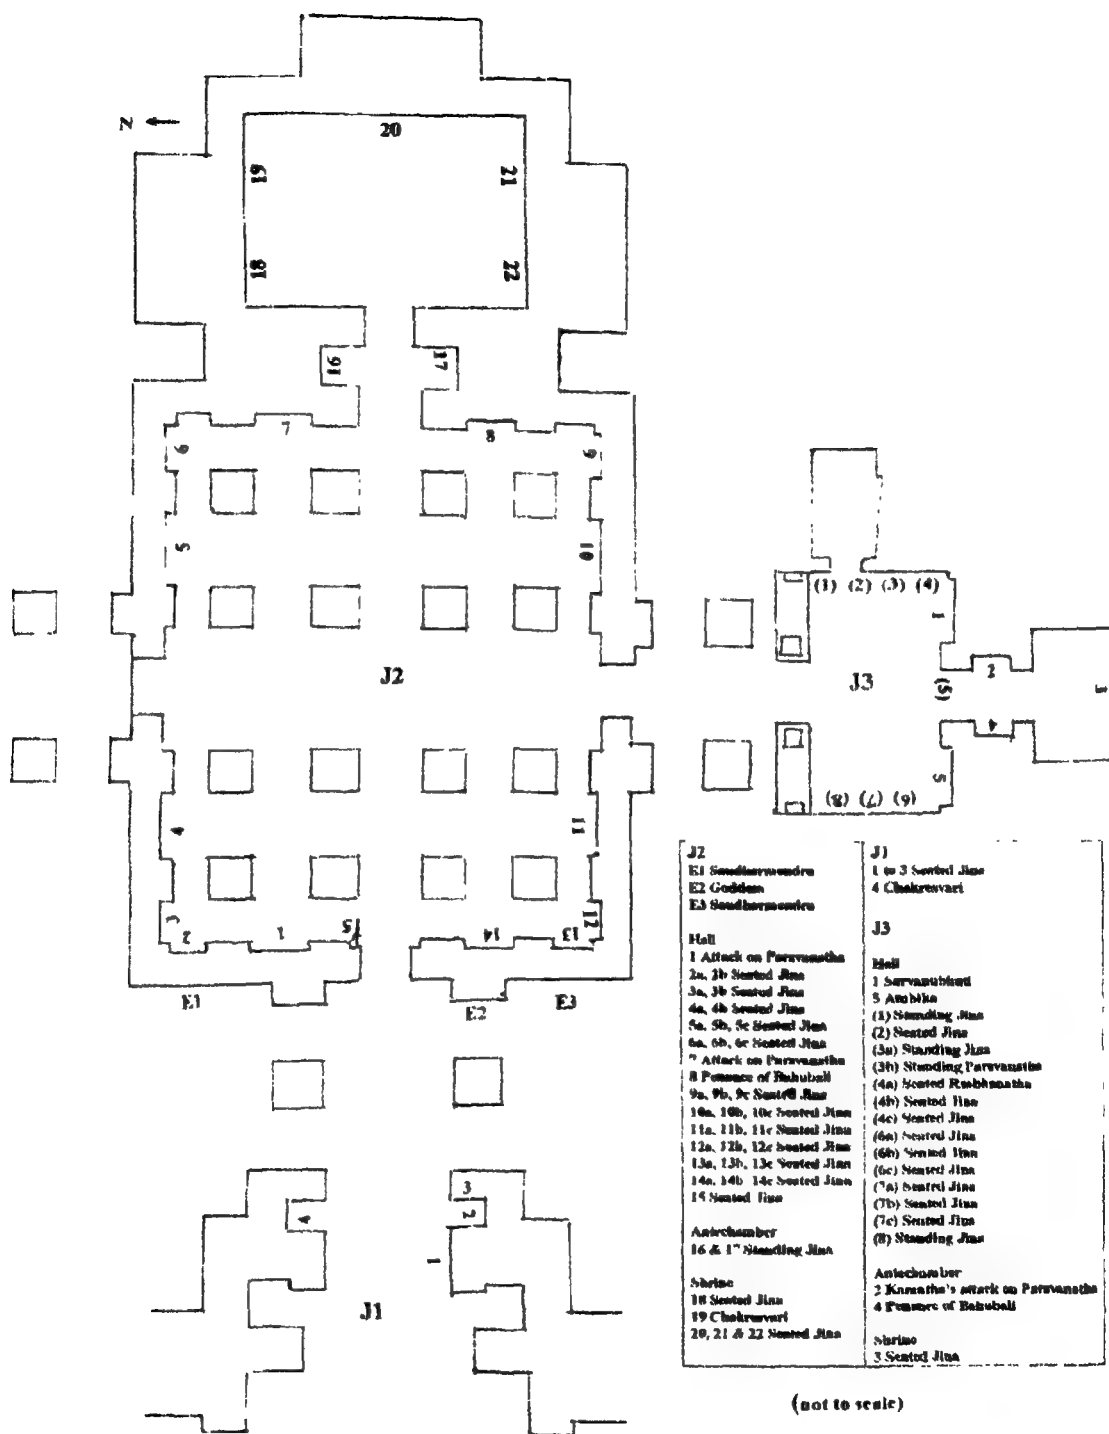 N
20
19
21
18
22
16
17
7
8
6
9
5
10
J2
4
11
3
2
1
15
14
13
12
E1
E2
E3
(1) (2) (3) (4)
1
J3
(5)
2
3
4
5
(8) (7) (6)
3
2
4
1
J1
J2
E1 Saudharmendra
E2 Goddess
E3 Saudharmendra
Hall
1 Attack on Parsvanatha
2a, 2b Seated Jina
3a, 3b Seated Jina
4a, 4b Seated Jina
5a, 5b, 5c Seated Jina
6a, 6b, 6c Seated Jina
7 Attack on Parsvanatha
8 Penance of Bahubali
9a, 9b, 9c Seated Jina
10a, 10b, 10c Seated Jina
11a, 11b, 11c Seated Jina
12a, 12b, 12c Seated Jina
13a, 13b, 13c Seated Jina
14a, 14b 14c Seated Jina
15 Seated Jina
Antechamber
16 & 17 Standing Jina
Shrine
18 Seated Jina
19 Chakresvari
20, 21 & 22 Seated Jina
J1
1 to 3 Seated Jina
4 Chakresvari
J3
Hall
1 Sarvanubhuti
5 Ambika
(1) Standing Jina
(2) Seated Jina
(3a) Standing Jina
(3b) Standing Parsvanatha
(4a) Seated Rsabhanatha
(4b) Seated Jina
(4c) Seated Jina
(6a) Seated Jina
(6b) Seated Jina
(6c) Seated Jina
(7a) Seated Jina
(7b) Seated Jina
(7c) Seated Jina
(8) Standing Jina
Antechamber
2 Kamatha's attack on Parsvanatha
4 Penance of Bahubali
Shrine
3 Seated Jina
(not to scale)